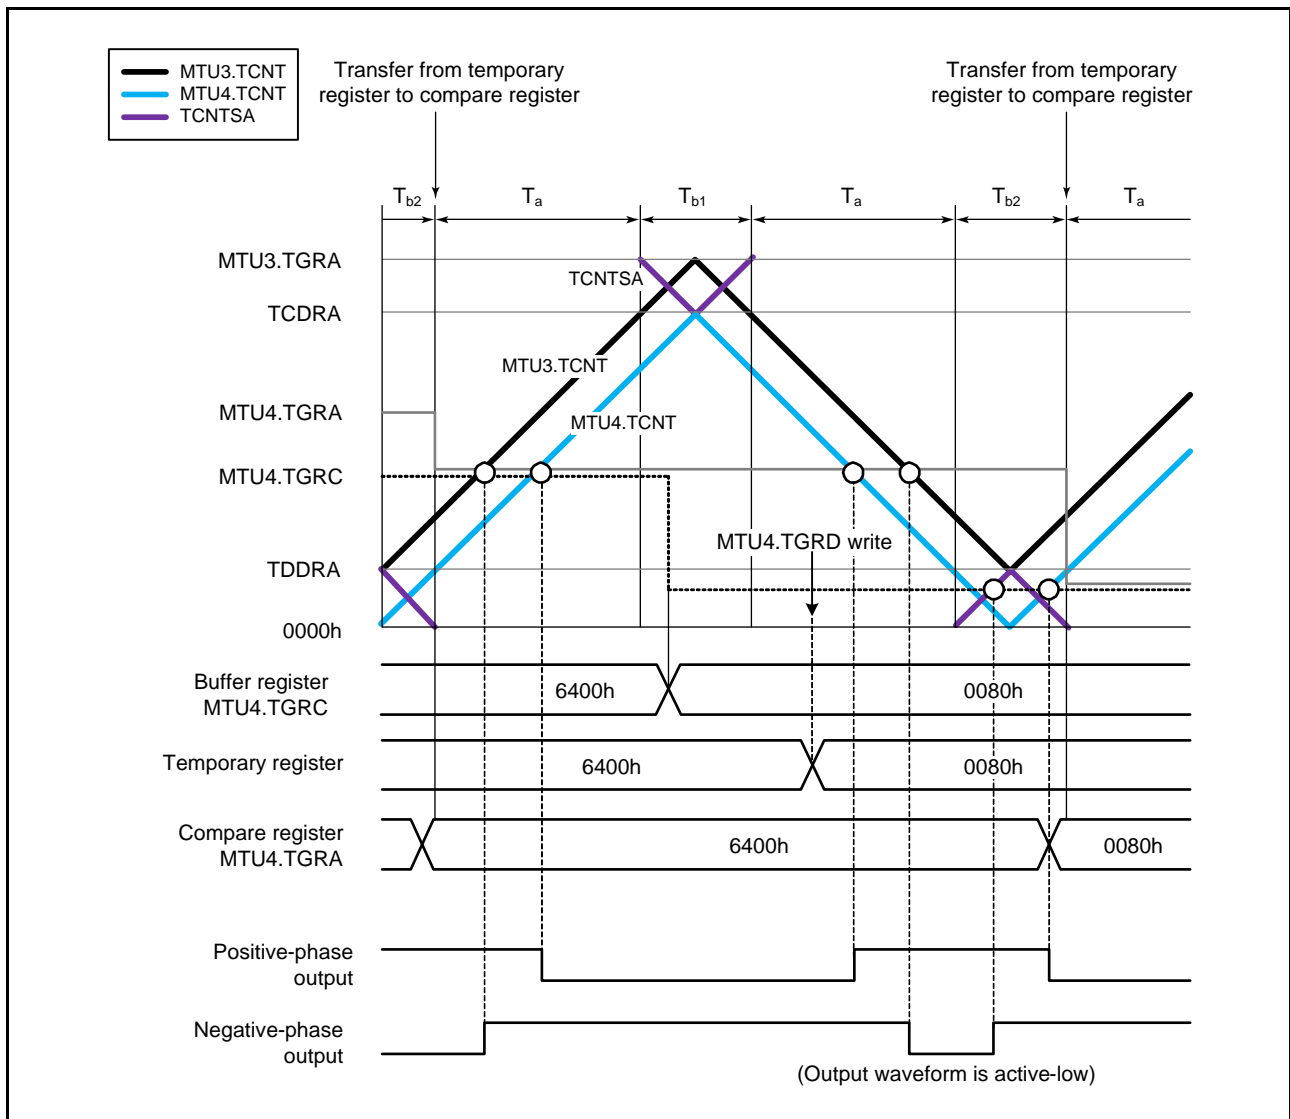 MTU3.TCNT
MTU4.TCNT
TCNTSA
Transfer from temporary
register to compare register
Transfer from temporary
register to compare register
Tb2
Ta
Tb1
Ta
Tb2
Ta
MTU3.TGRA
TCNTSA
TCDRA
MTU3.TCNT
MTU4.TGRA
MTU4.TCNT
MTU4.TGRC
MTU4.TGRD write
TDDRA
0000h
Buffer register
MTU4.TGRC
6400h
0080h
Temporary register
6400h
0080h
Compare register
MTU4.TGRA
6400h
0080h
Positive-phase
output
Negative-phase
output
(Output waveform is active-low)